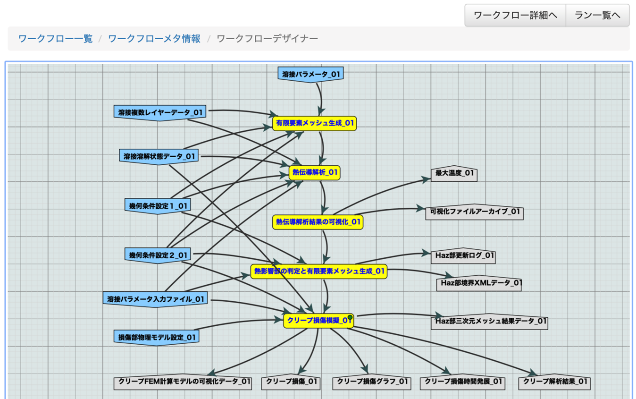 ワークフロー詳細へ
ラン一覧へ
ワークフロー一覧 / ワークフローメタ情報 / ワークフローデザイナー
溶接パラメータ_01
溶接複数レイヤーデータ_01
有限要素メッシュ生成_01
溶接溶解状態データ_01
熱伝導解析_01
最大温度_01
幾何条件設定1_01
可視化ファイルアーカイブ_01
熱伝導解析結果の可視化_01
幾何条件設定2_01
Haz部更新ログ_01
熱影響部の判定と有限要素メッシュ生成_01
Haz部境界XMLデータ_01
溶接パラメータ入力ファイル_01
クリープ損傷模擬_01
Haz部三次元メッシュ結果データ_01
損傷部物理モデル設定_01
クリープFEM計算モデルの可視化データ_01
クリープ損傷_01
クリープ損傷グラフ_01
クリープ損傷時間発展_01
クリープ解析結果_01